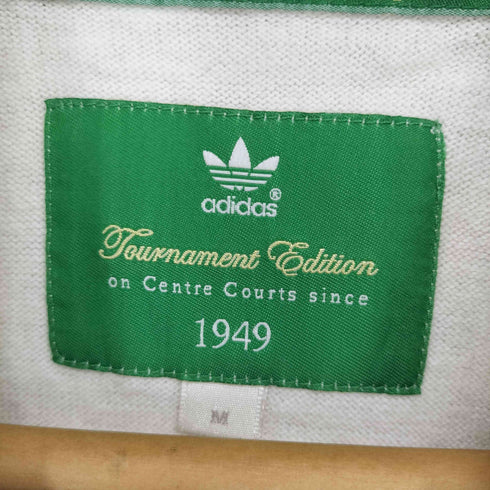 adidas®
Tournament Edition
on Centre Courts since
1949
M